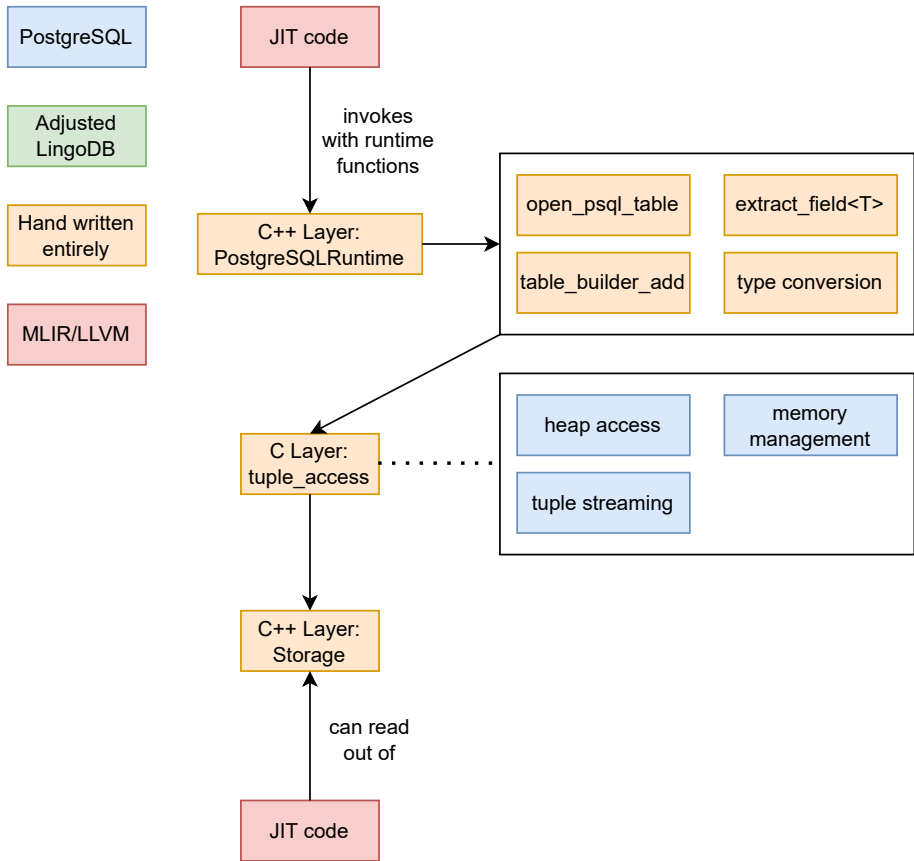 PostgreSQL
Adjusted
LingoDB
Hand written
entirely
MLIR/LLVM
JIT code
invokes
with runtime
functions
C++ Layer:
PostgreSQLRuntime
open_psql_table
extract_field<T>
table_builder_add
type conversion
C Layer:
tuple_access
heap access
memory
management
tuple streaming
C++ Layer:
Storage
can read
out of
JIT code